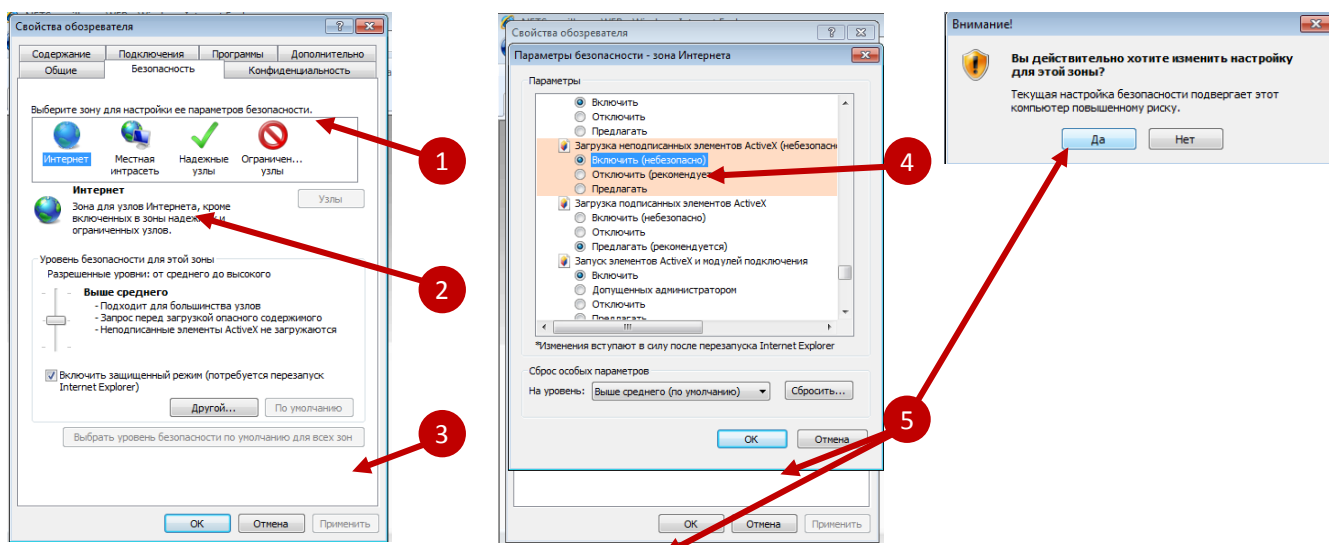 Свойства обозревателя
Содержание Подключения Программы Дополнительно
Общие Безопасность Конфиденциальность
Выберите зону для настройки ее параметров безопасности.
Интернет Местная интрасеть Надежные узлы Ограничен... узлы
Интернет
Узлы
Зона для узлов Интернета, кроме
включенных в зоны надежных и
ограниченных узлов.
Уровень безопасности для этой зоны
Разрешенные уровни: от среднего до высокого
Выше среднего
- Подходит для большинства узлов
- Запрос перед загрузкой опасного содержимого
- Неподписанные элементы ActiveX не загружаются
Включить защищенный режим (потребуется перезапуск
Internet Explorer)
Другой... По умолчанию
Выбрать уровень безопасности по умолчанию для всех зон
OK Отмена Применить
1
2
3
Свойства обозревателя
Параметры безопасности - зона Интернета
Параметры
Включить
Отключить
Предлагать
Загрузка неподписанных элементов ActiveX (небезопасн
Включить (небезопасно)
Отключить (рекомендует
Предлагать
Загрузка подписанных элементов ActiveX
Включить (небезопасно)
Отключить
Предлагать (рекомендуется)
Запуск элементов ActiveX и модулей подключения
Включить
Допущенных администратором
Отключить
Предлагать
*Изменения вступают в силу после перезапуска Internet Explorer
Сброс особых параметров
На уровень: Выше среднего (по умолчанию) Сбросить...
OK Отмена
OK Отмена Применить
4
5
Внимание!
Вы действительно хотите изменить настройку
для этой зоны?
Текущая настройка безопасности подвергает этот
компьютер повышенному риску.
Да Нет